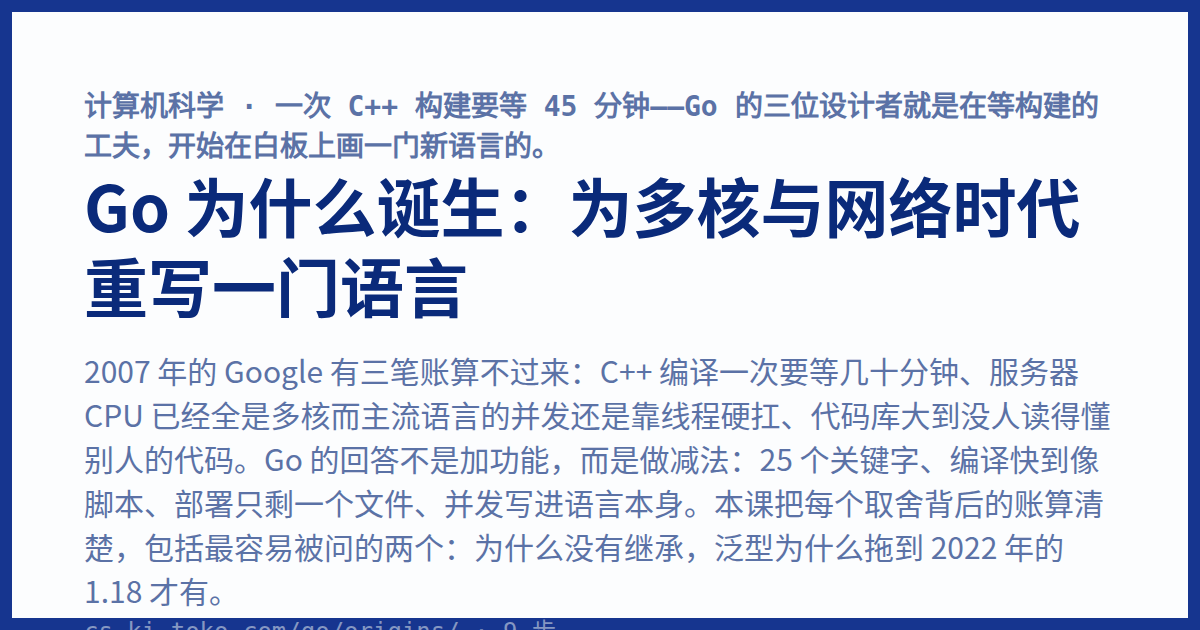 计算机科学 · 一次 C++ 构建要等 45 分钟——Go 的三位设计者就是在等构建的
工夫，开始在白板上画一门新语言的。
Go 为什么诞生：为多核与网络时代
重写一门语言
2007 年的 Google 有三笔账算不过来：C++ 编译一次要等几十分钟、服务器
CPU 已经全是多核而主流语言的并发还是靠线程硬扛、代码库大到没人读得懂
别人的代码。Go 的回答不是加功能，而是做减法：25 个关键字、编译快到像
脚本、部署只剩一个文件、并发写进语言本身。本课把每个取舍背后的账算清
楚，包括最容易被问的两个：为什么没有继承，泛型为什么拖到 2022 年的
1.18 才有。
cs.ki-toke.com/go/origins/ · 9 步